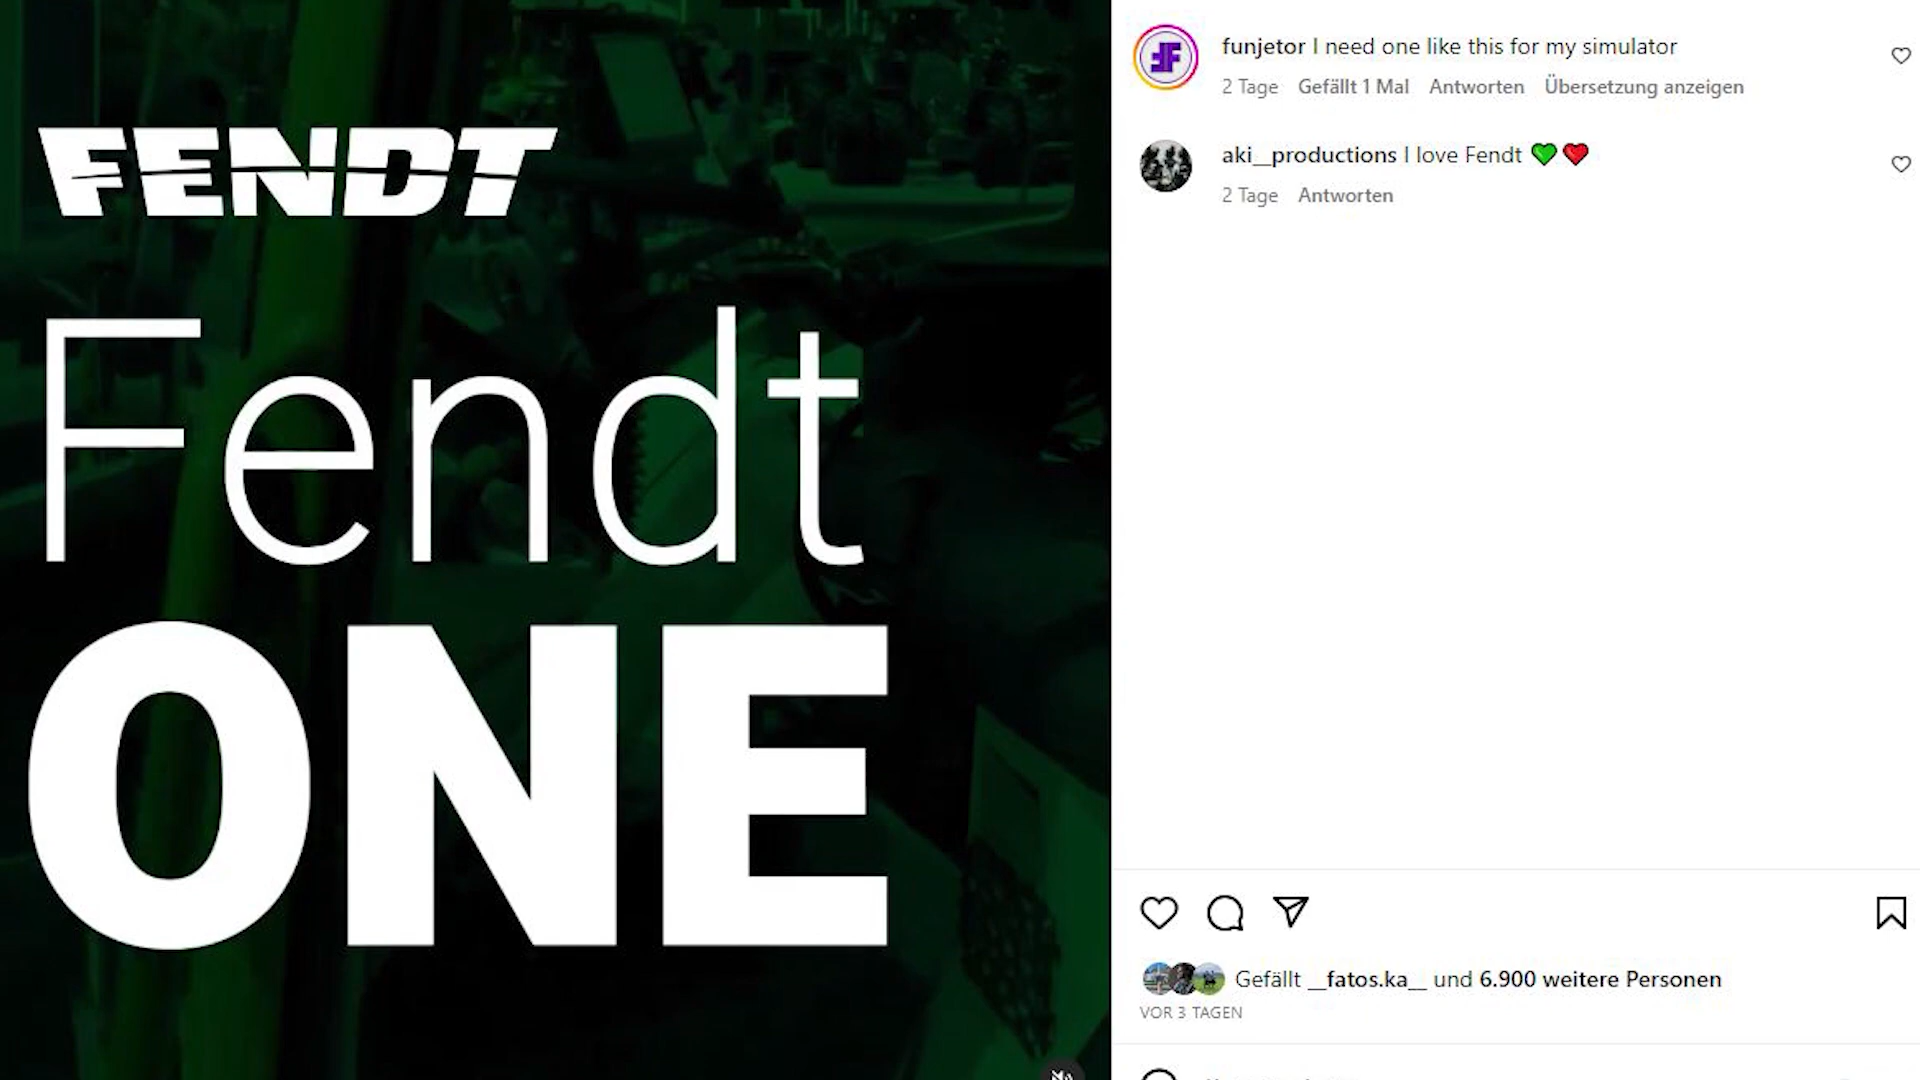 FENDT
Fendt
ONE
funjetor I need one like this for my simulator
2 Tage Gefällt 1 Mal Antworten Übersetzung anzeigen
aki__productions I love Fendt 💚❤️
2 Tage Antworten
Gefällt __fatos.ka__ und 6.900 weitere Personen
VOR 3 TAGEN